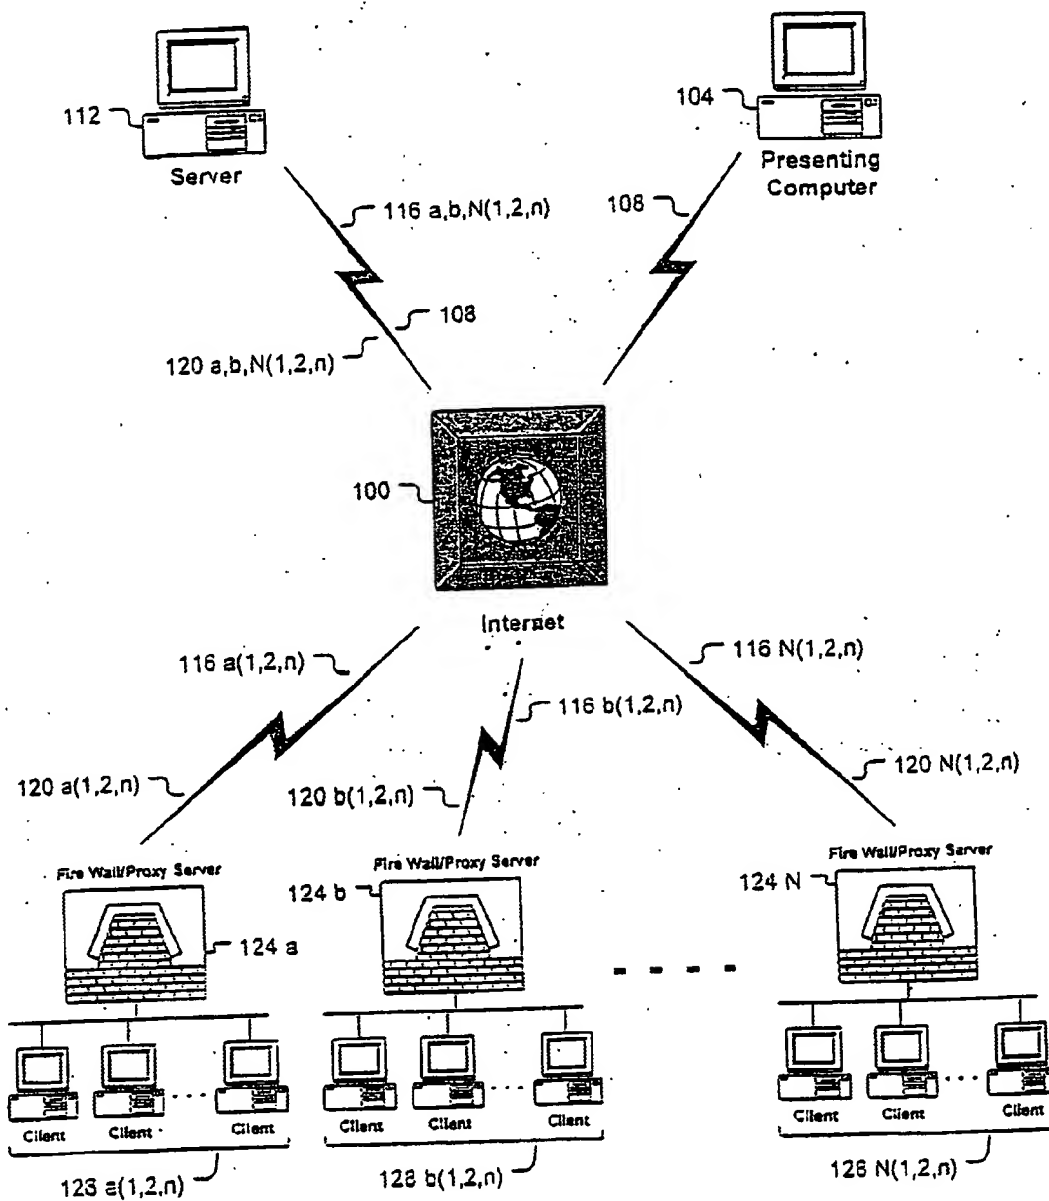 112
Server
104
Presenting
Computer
116 a,b,N(1,2,n)
108
108
120 a,b,N(1,2,n)
100
Internet
116 a(1,2,n)
116 N(1,2,n)
116 b(1,2,n)
120 a(1,2,n)
120 b(1,2,n)
120 N(1,2,n)
Fire Wall/Proxy Server
Fire Wall/Proxy Server
Fire Wall/Proxy Server
124 a
124 b
124 N
Client
Client
Client
Client
Client
Client
Client
Client
Client
128 a(1,2,n)
128 b(1,2,n)
128 N(1,2,n)